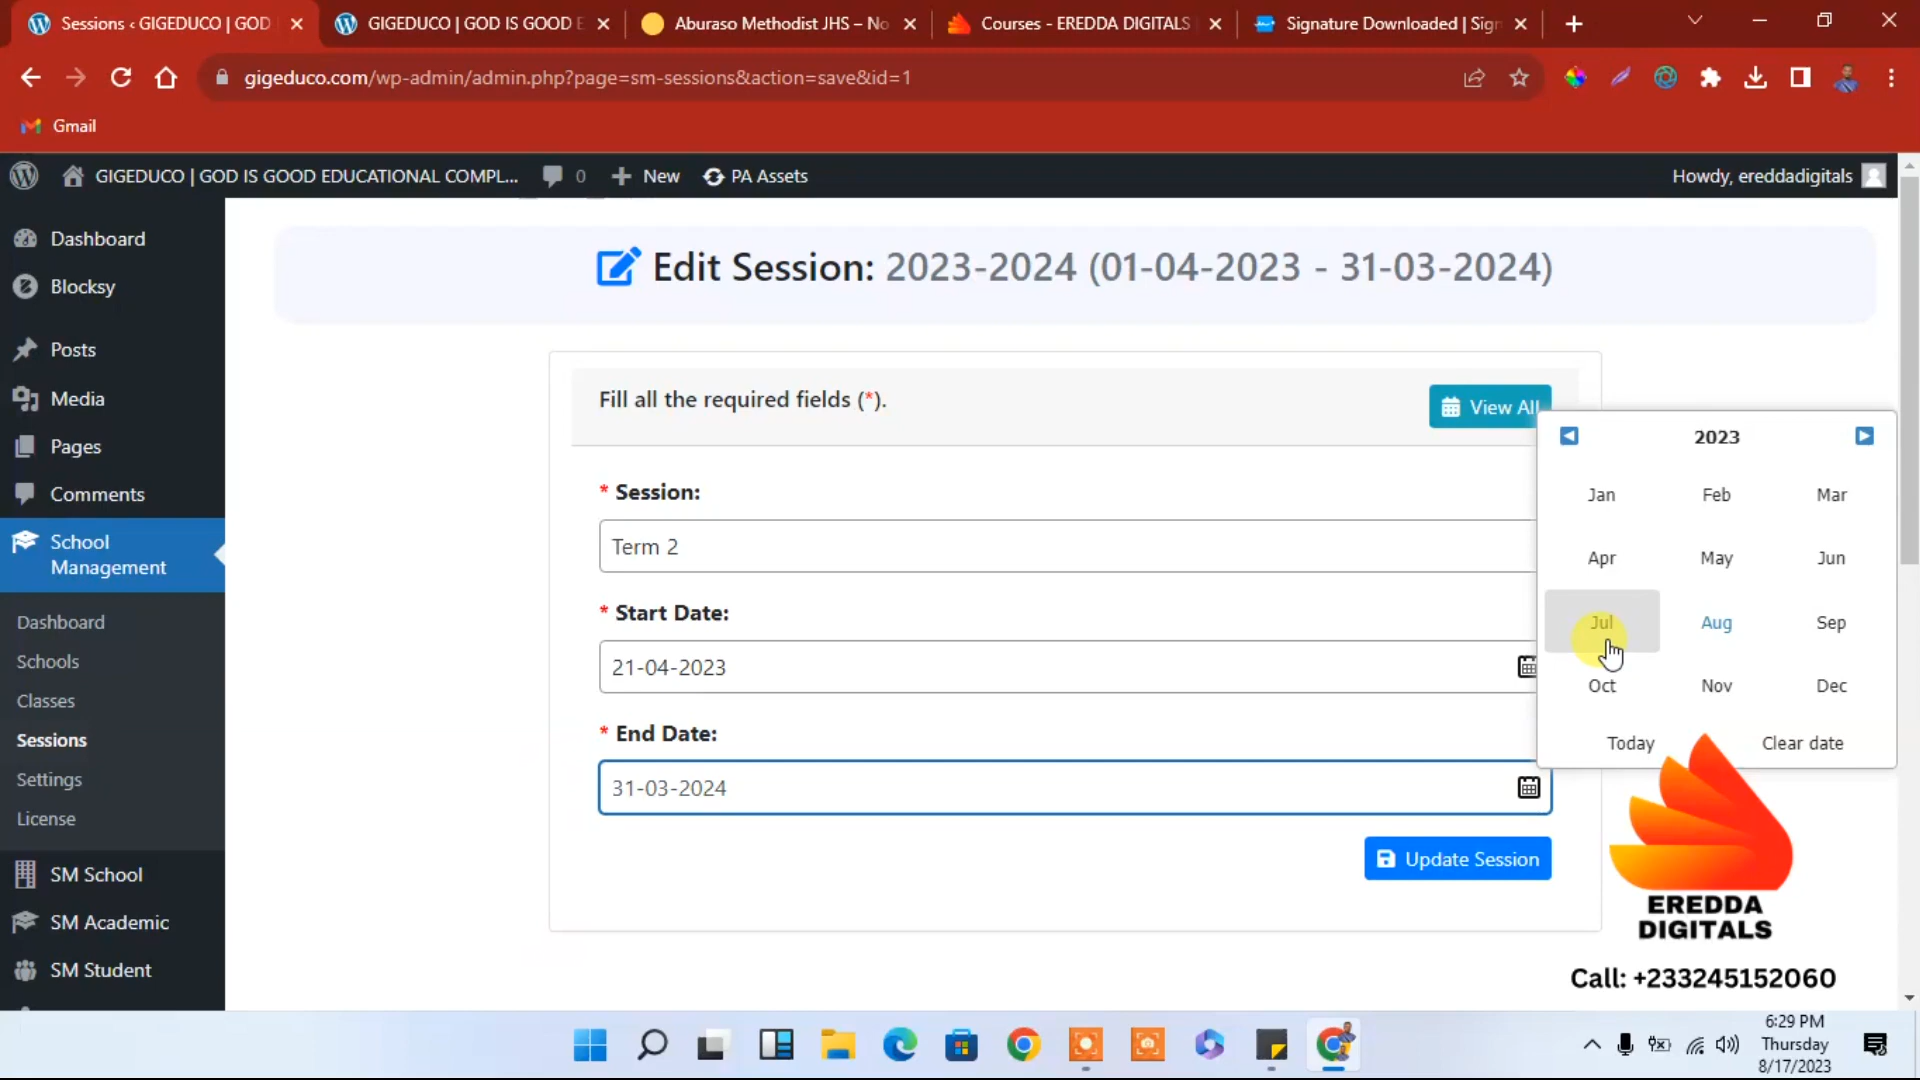 Sessions ‹ GIGEDUCO | GOD
GIGEDUCO | GOD IS GOOD E
Aburaso Methodist JHS – No
Courses - EREDDA DIGITALS
Signature Downloaded | Sign
gigeduco.com/wp-admin/admin.php?page=sm-sessions&action=save&id=1
Gmail
GIGEDUCO | GOD IS GOOD EDUCATIONAL COMPL...
0
New
PA Assets
Howdy, ereddadigitals
Dashboard
Blocksy
Posts
Media
Pages
Comments
School
Management
Dashboard
Schools
Classes
Sessions
Settings
License
SM School
SM Academic
SM Student
Edit Session: 2023-2024 (01-04-2023 - 31-03-2024)
Fill all the required fields (*).
View All
* Session:
Term 2
* Start Date:
21-04-2023
* End Date:
31-03-2024
Update Session
2023
Jan Feb Mar
Apr May Jun
Jul Aug Sep
Oct Nov Dec
Today Clear date
EREDDA
DIGITALS
Call: +233245152060
6:29 PM
Thursday
8/17/2023